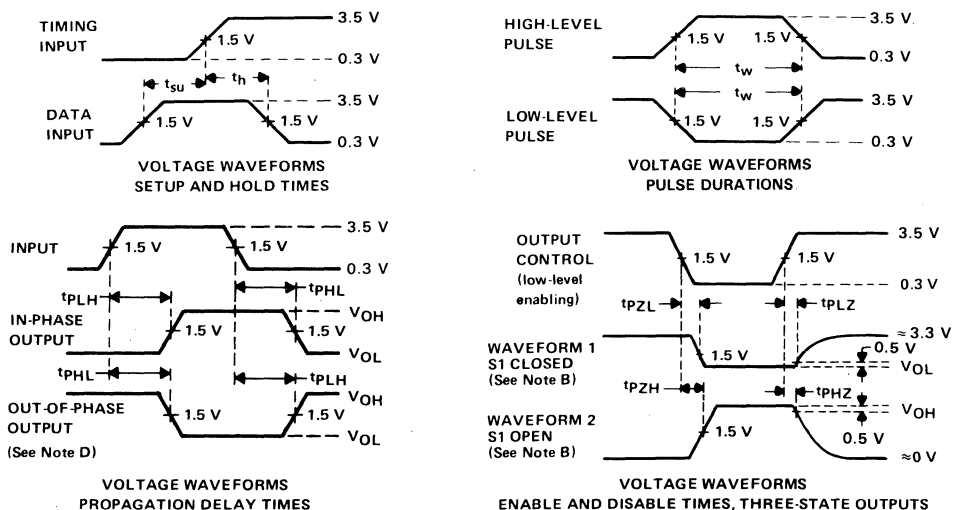 TIMING
INPUT
3.5 V
1.5 V
0.3 V
tsu
th
3.5 V
DATA
INPUT
1.5 V
1.5 V
0.3 V
VOLTAGE WAVEFORMS
SETUP AND HOLD TIMES
HIGH-LEVEL
PULSE
3.5 V
1.5 V
1.5 V
0.3 V
tw
tw
3.5 V
LOW-LEVEL
PULSE
1.5 V
1.5 V
0.3 V
VOLTAGE WAVEFORMS
PULSE DURATIONS
INPUT
3.5 V
1.5 V
1.5 V
0.3 V
tPLH
tPHL
IN-PHASE
OUTPUT
VOH
1.5 V
1.5 V
VOL
tPHL
tPLH
OUT-OF-PHASE
OUTPUT
(See Note D)
VOH
1.5 V
1.5 V
VOL
VOLTAGE WAVEFORMS
PROPAGATION DELAY TIMES
OUTPUT
CONTROL
(low-level
enabling)
3.5 V
1.5 V
1.5 V
0.3 V
tPZL
tPLZ
WAVEFORM 1
S1 CLOSED
(See Note B)
≈3.3 V
0.5 V
1.5 V
VOL
tPZH
tPHZ
WAVEFORM 2
S1 OPEN
(See Note B)
VOH
1.5 V
0.5 V
≈0 V
VOLTAGE WAVEFORMS
ENABLE AND DISABLE TIMES, THREE-STATE OUTPUTS